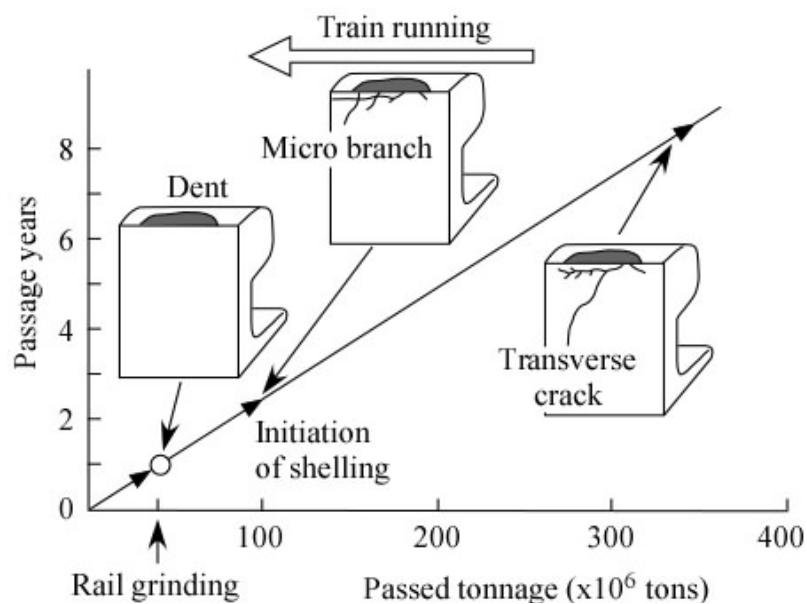 Train running
Micro branch
Dent
Transverse
crack
Initiation
of shelling
Rail grinding
Passage years
8
6
4
2
0
100
200
300
400
Passed tonnage (x10⁶ tons)